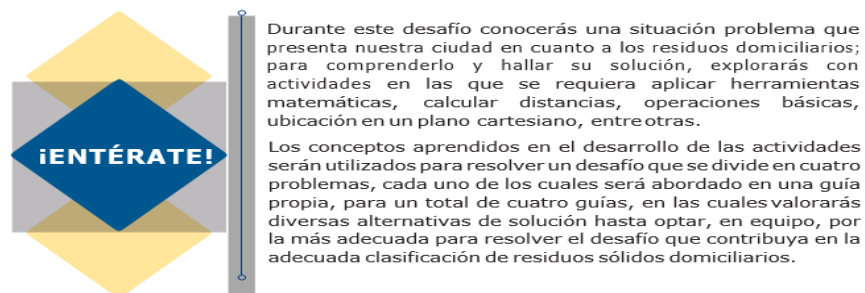 ¡ENTÉRATE!
Durante este desafío conocerás una situación problema que
presenta nuestra ciudad en cuanto a los residuos domiciliarios;
para comprenderlo y hallar su solución, explorarás con
actividades en las que se requiera aplicar herramientas
matemáticas, calcular distancias, operaciones básicas,
ubicación en un plano cartesiano, entre otras.
Los conceptos aprendidos en el desarrollo de las actividades
serán utilizados para resolver un desafío que se divide en cuatro
problemas, cada uno de los cuales será abordado en una guía
propia, para un total de cuatro guías, en las cuales valorarás
diversas alternativas de solución hasta optar, en equipo, por
la más adecuada para resolver el desafío que contribuya en la
adecuada clasificación de residuos sólidos domiciliarios.